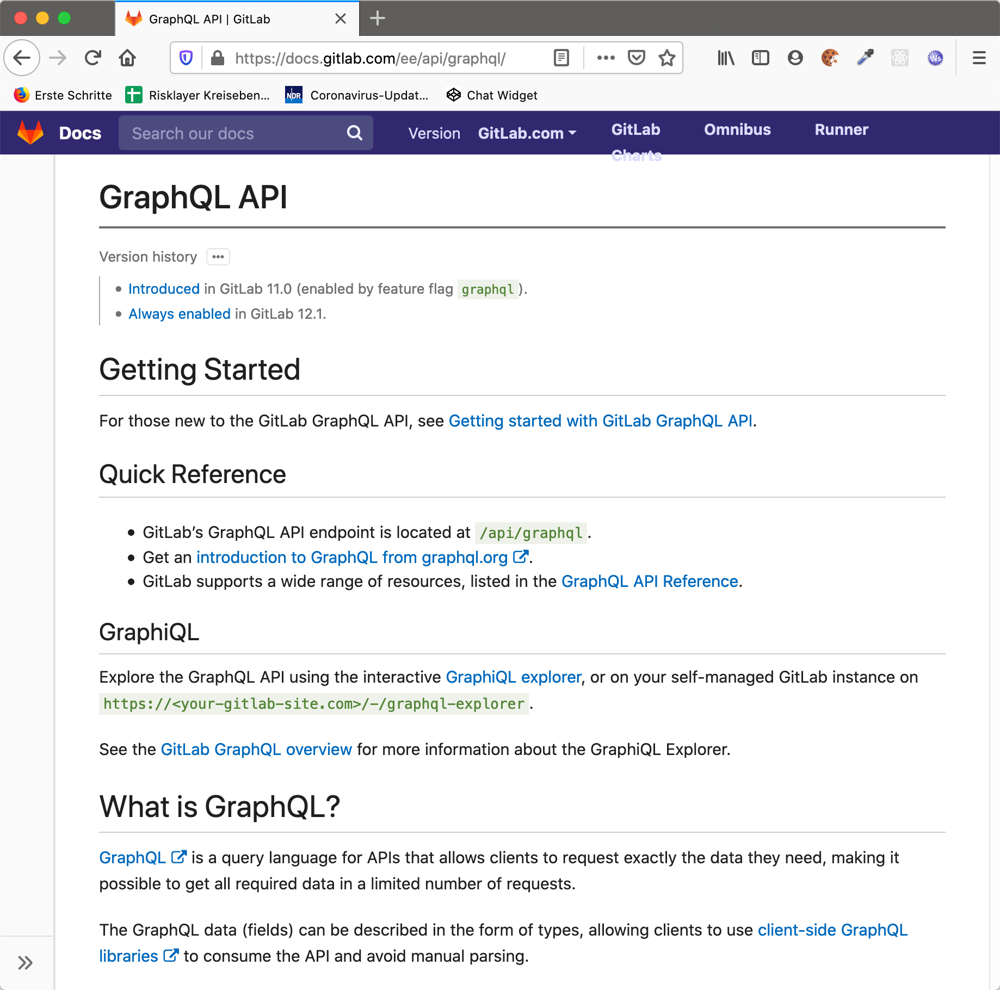 GraphQL API | GitLab
https://docs.gitlab.com/ee/api/graphql/
Ws
Erste Schritte
Risklayer Kreiseben...
NDR
Coronavirus-Updat...
Chat Widget
Docs
Search our docs
Version
GitLab.com
GitLab
Charts
Omnibus
Runner
GraphQL API
Version history
Introduced in GitLab 11.0 (enabled by feature flag graphql).
Always enabled in GitLab 12.1.
Getting Started
For those new to the GitLab GraphQL API, see Getting started with GitLab GraphQL API.
Quick Reference
GitLab’s GraphQL API endpoint is located at /api/graphql.
Get an introduction to GraphQL from graphql.org.
GitLab supports a wide range of resources, listed in the GraphQL API Reference.
GraphiQL
Explore the GraphQL API using the interactive GraphiQL explorer, or on your self-managed GitLab instance on
https://<your-gitlab-site.com>/-/graphql-explorer.
See the GitLab GraphQL overview for more information about the GraphiQL Explorer.
What is GraphQL?
GraphQL is a query language for APIs that allows clients to request exactly the data they need, making it
possible to get all required data in a limited number of requests.
The GraphQL data (fields) can be described in the form of types, allowing clients to use client-side GraphQL
libraries to consume the API and avoid manual parsing.